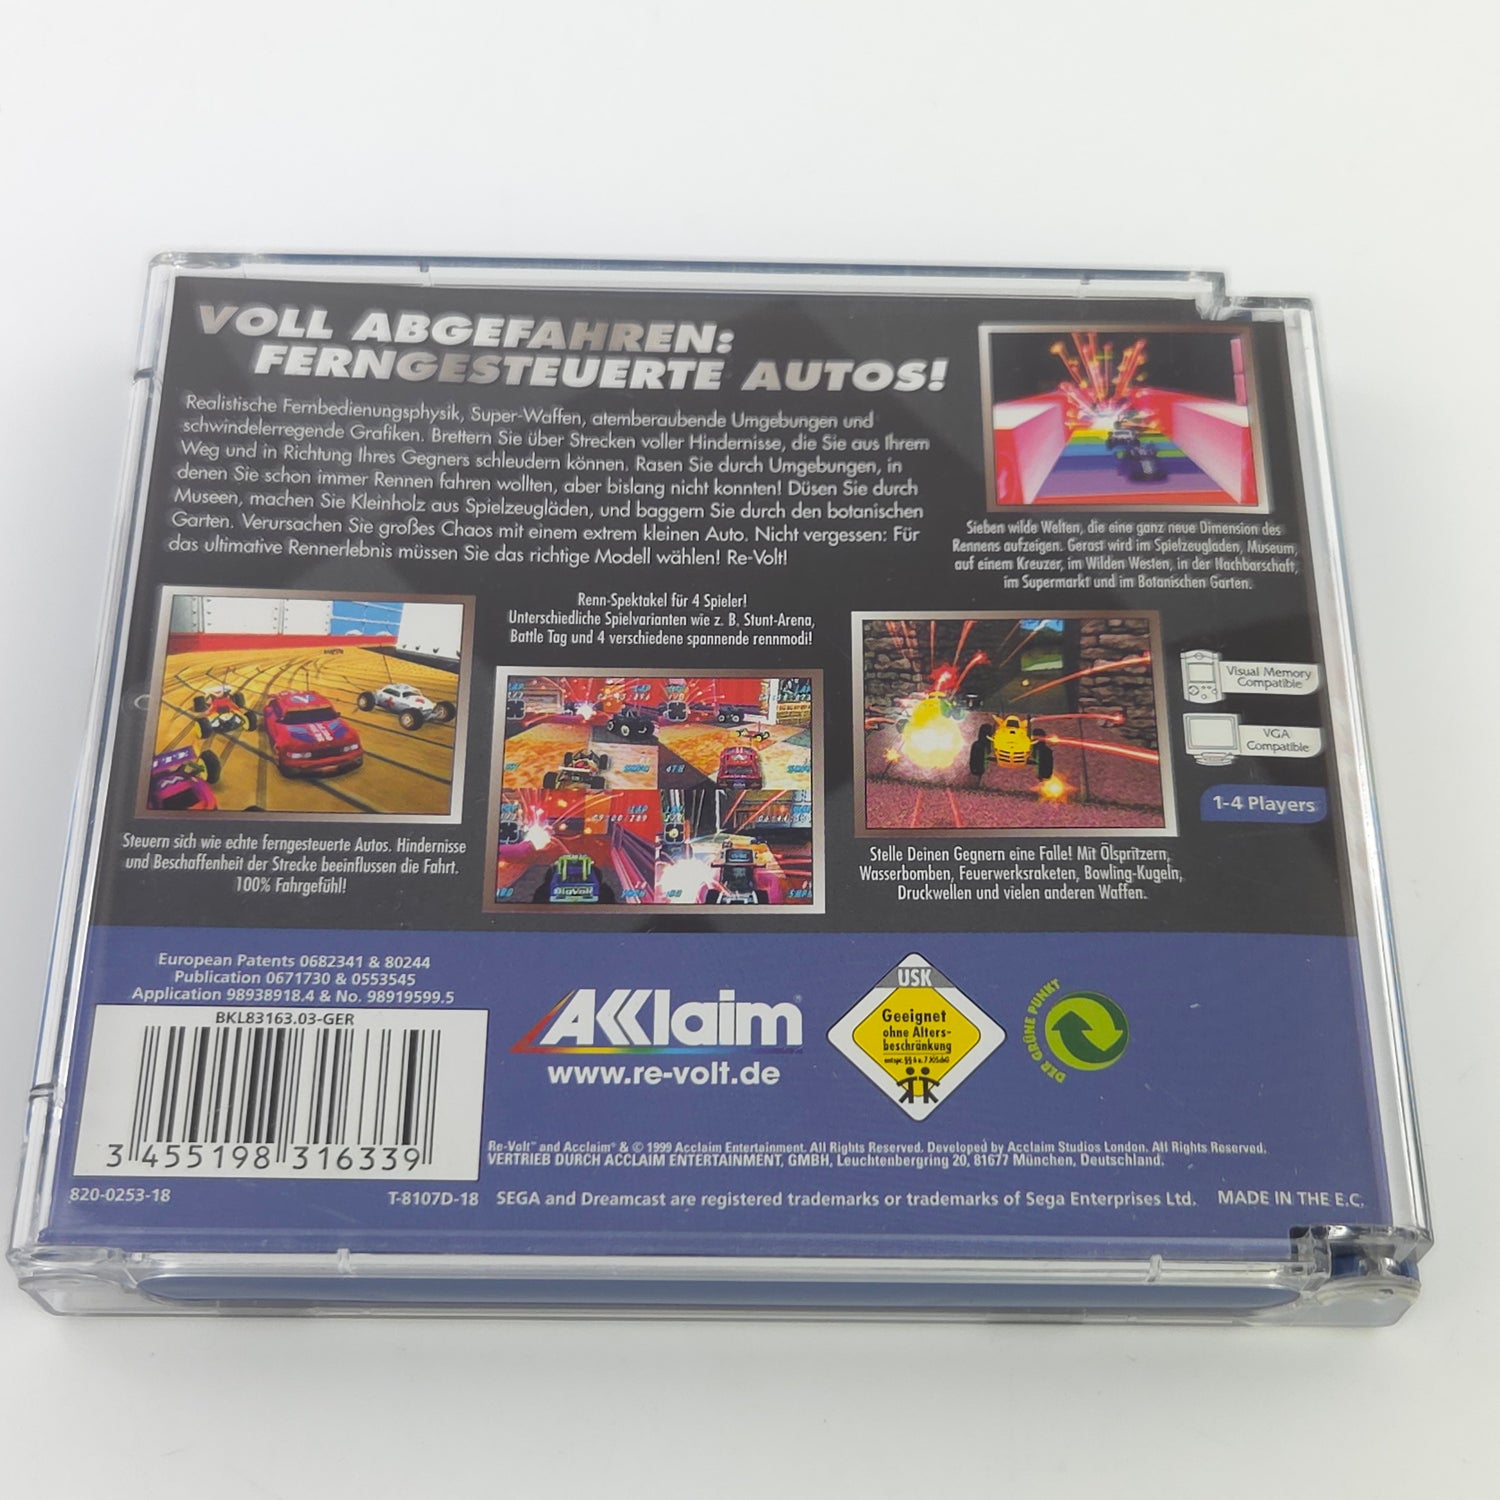 VOLL ABGEFAHREN:
FERNGESTEUERTE AUTOS!
Realistische Fernbedienungsphysik, Super-Waffen, atemberaubende Umgebungen und
schwindelerregende Grafiken. Brettern Sie über Strecken voller Hindernisse, die Sie aus Ihrem
Weg und in Richtung Ihres Gegners schleudern können. Rasen Sie durch Umgebungen, in
denen Sie schon immer Rennen fahren wollten, aber bislang nicht konnten! Düsen Sie durch
Museen, machen Sie Kleinholz aus Spielzeugläden, und baggern Sie durch den botanischen
Garten. Verursachen Sie großes Chaos mit einem extrem kleinen Auto. Nicht vergessen: Für
das ultimative Rennerlebnis müssen Sie das richtige Modell wählen! Re-Volt!
Sieben wilde Welten, die eine ganz neue Dimension des
Rennens aufzeigen. Gerast wird im Spielzeugladen, Museum,
auf einem Kreuzer, im Wilden Westen, in der Nachbarschaft,
im Supermarkt und im Botanischen Garten.
Renn-Spektakel für 4 Spieler!
Unterschiedliche Spielvarianten wie z. B. Stunt-Arena,
Battle Tag und 4 verschiedene spannende rennmodi!
Visual Memory
Compatible
VGA
Compatible
1-4 Players
Steuern sich wie echte ferngesteuerte Autos. Hindernisse
und Beschaffenheit der Strecke beeinflussen die Fahrt.
100% Fahrgefühl!
Stelle Deinen Gegnern eine Falle! Mit Ölspritzern,
Wasserbomben, Feuerwerksraketen, Bowling-Kugeln,
Druckwellen und vielen anderen Waffen.
European Patents 0682341 & 80244
Publication 0671730 & 0553545
Application 98938918.4 & No. 98919599.5
BKL83163.03-GER
3 455198 316339
AKKlaim®
www.re-volt.de
USK
Geeignet
ohne Alters-
beschränkung
DER GRÜNE PUNKT
Re-Volt™ and Acclaim® & © 1999 Acclaim Entertainment. All Rights Reserved. Developed by Acclaim Studios London. All Rights Reserved.
VERTRIEB DURCH ACCLAIM ENTERTAINMENT, GMBH, Leuchtenbergring 20, 81677 München, Deutschland.
820-0253-18
T-8107D-18 SEGA and Dreamcast are registered trademarks or trademarks of Sega Enterprises Ltd. MADE IN THE E.C.